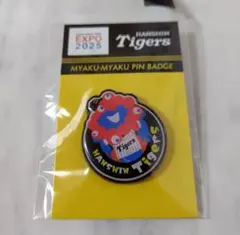 EXPO
2025
HANSHIN
Tigers
MYAKU-MYAKU PIN BADGE
Tigers
HANSHIN Tigers